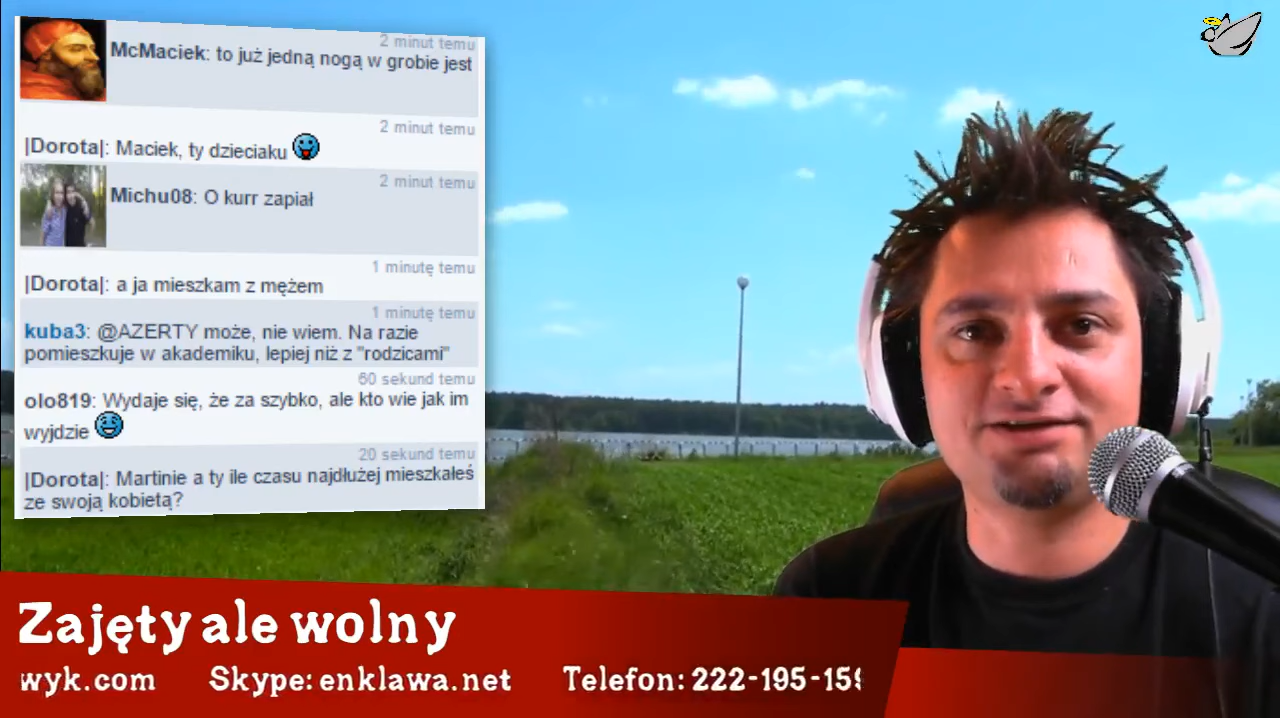 2 minut temu
McMaciek: to już jedną nogą w grobie jest
2 minut temu
|Dorota|: Maciek, ty dzieciaku
2 minut temu
Michu08: O kurr zapiał
1 minutę temu
|Dorota|: a ja mieszkam z mężem
1 minutę temu
kuba3: @AZERTY może, nie wiem. Na razie
pomieszkuje w akademiku, lepiej niż z "rodzicami"
60 sekund temu
olo819: Wydaje się, że za szybko, ale kto wie jak im
wyjdzie
20 sekund temu
|Dorota|: Martinie a ty ile czasu najdłużej mieszkałeś
ze swoją kobietą?
Zajęty ale wolny
wyk.com Skype: enklawa.net Telefon: 222-195-15